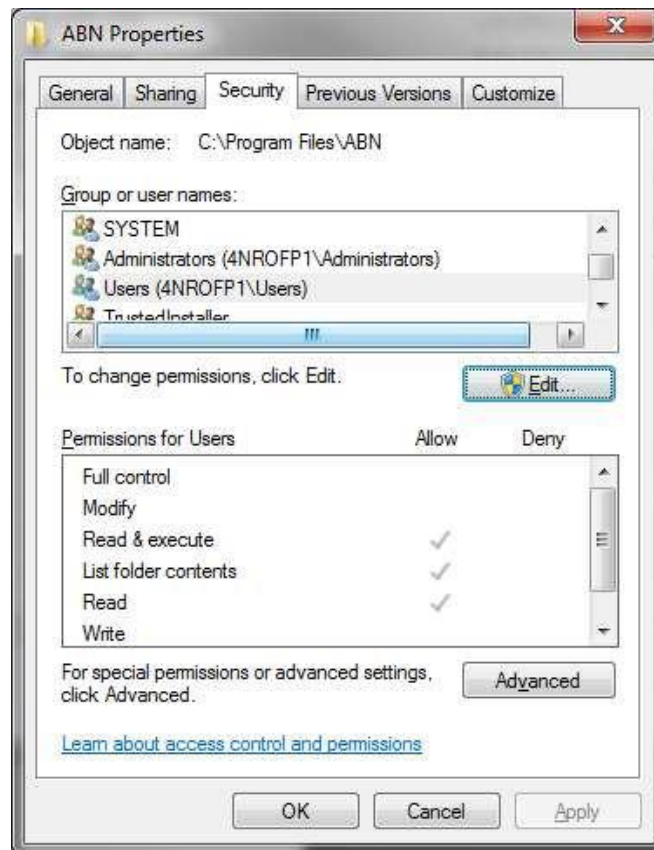 ABN Properties
General Sharing Security Previous Versions Customize
Object name: C:\Program Files\ABN
Group or user names:
SYSTEM
Administrators (4NROFP1\Administrators)
Users (4NROFP1\Users)
TrustedInstaller
To change permissions, click Edit.
Edit...
Permissions for Users Allow Deny
Full control
Modify
Read & execute
List folder contents
Read
Write
For special permissions or advanced settings,
click Advanced.
Advanced
Learn about access control and permissions
OK Cancel Apply